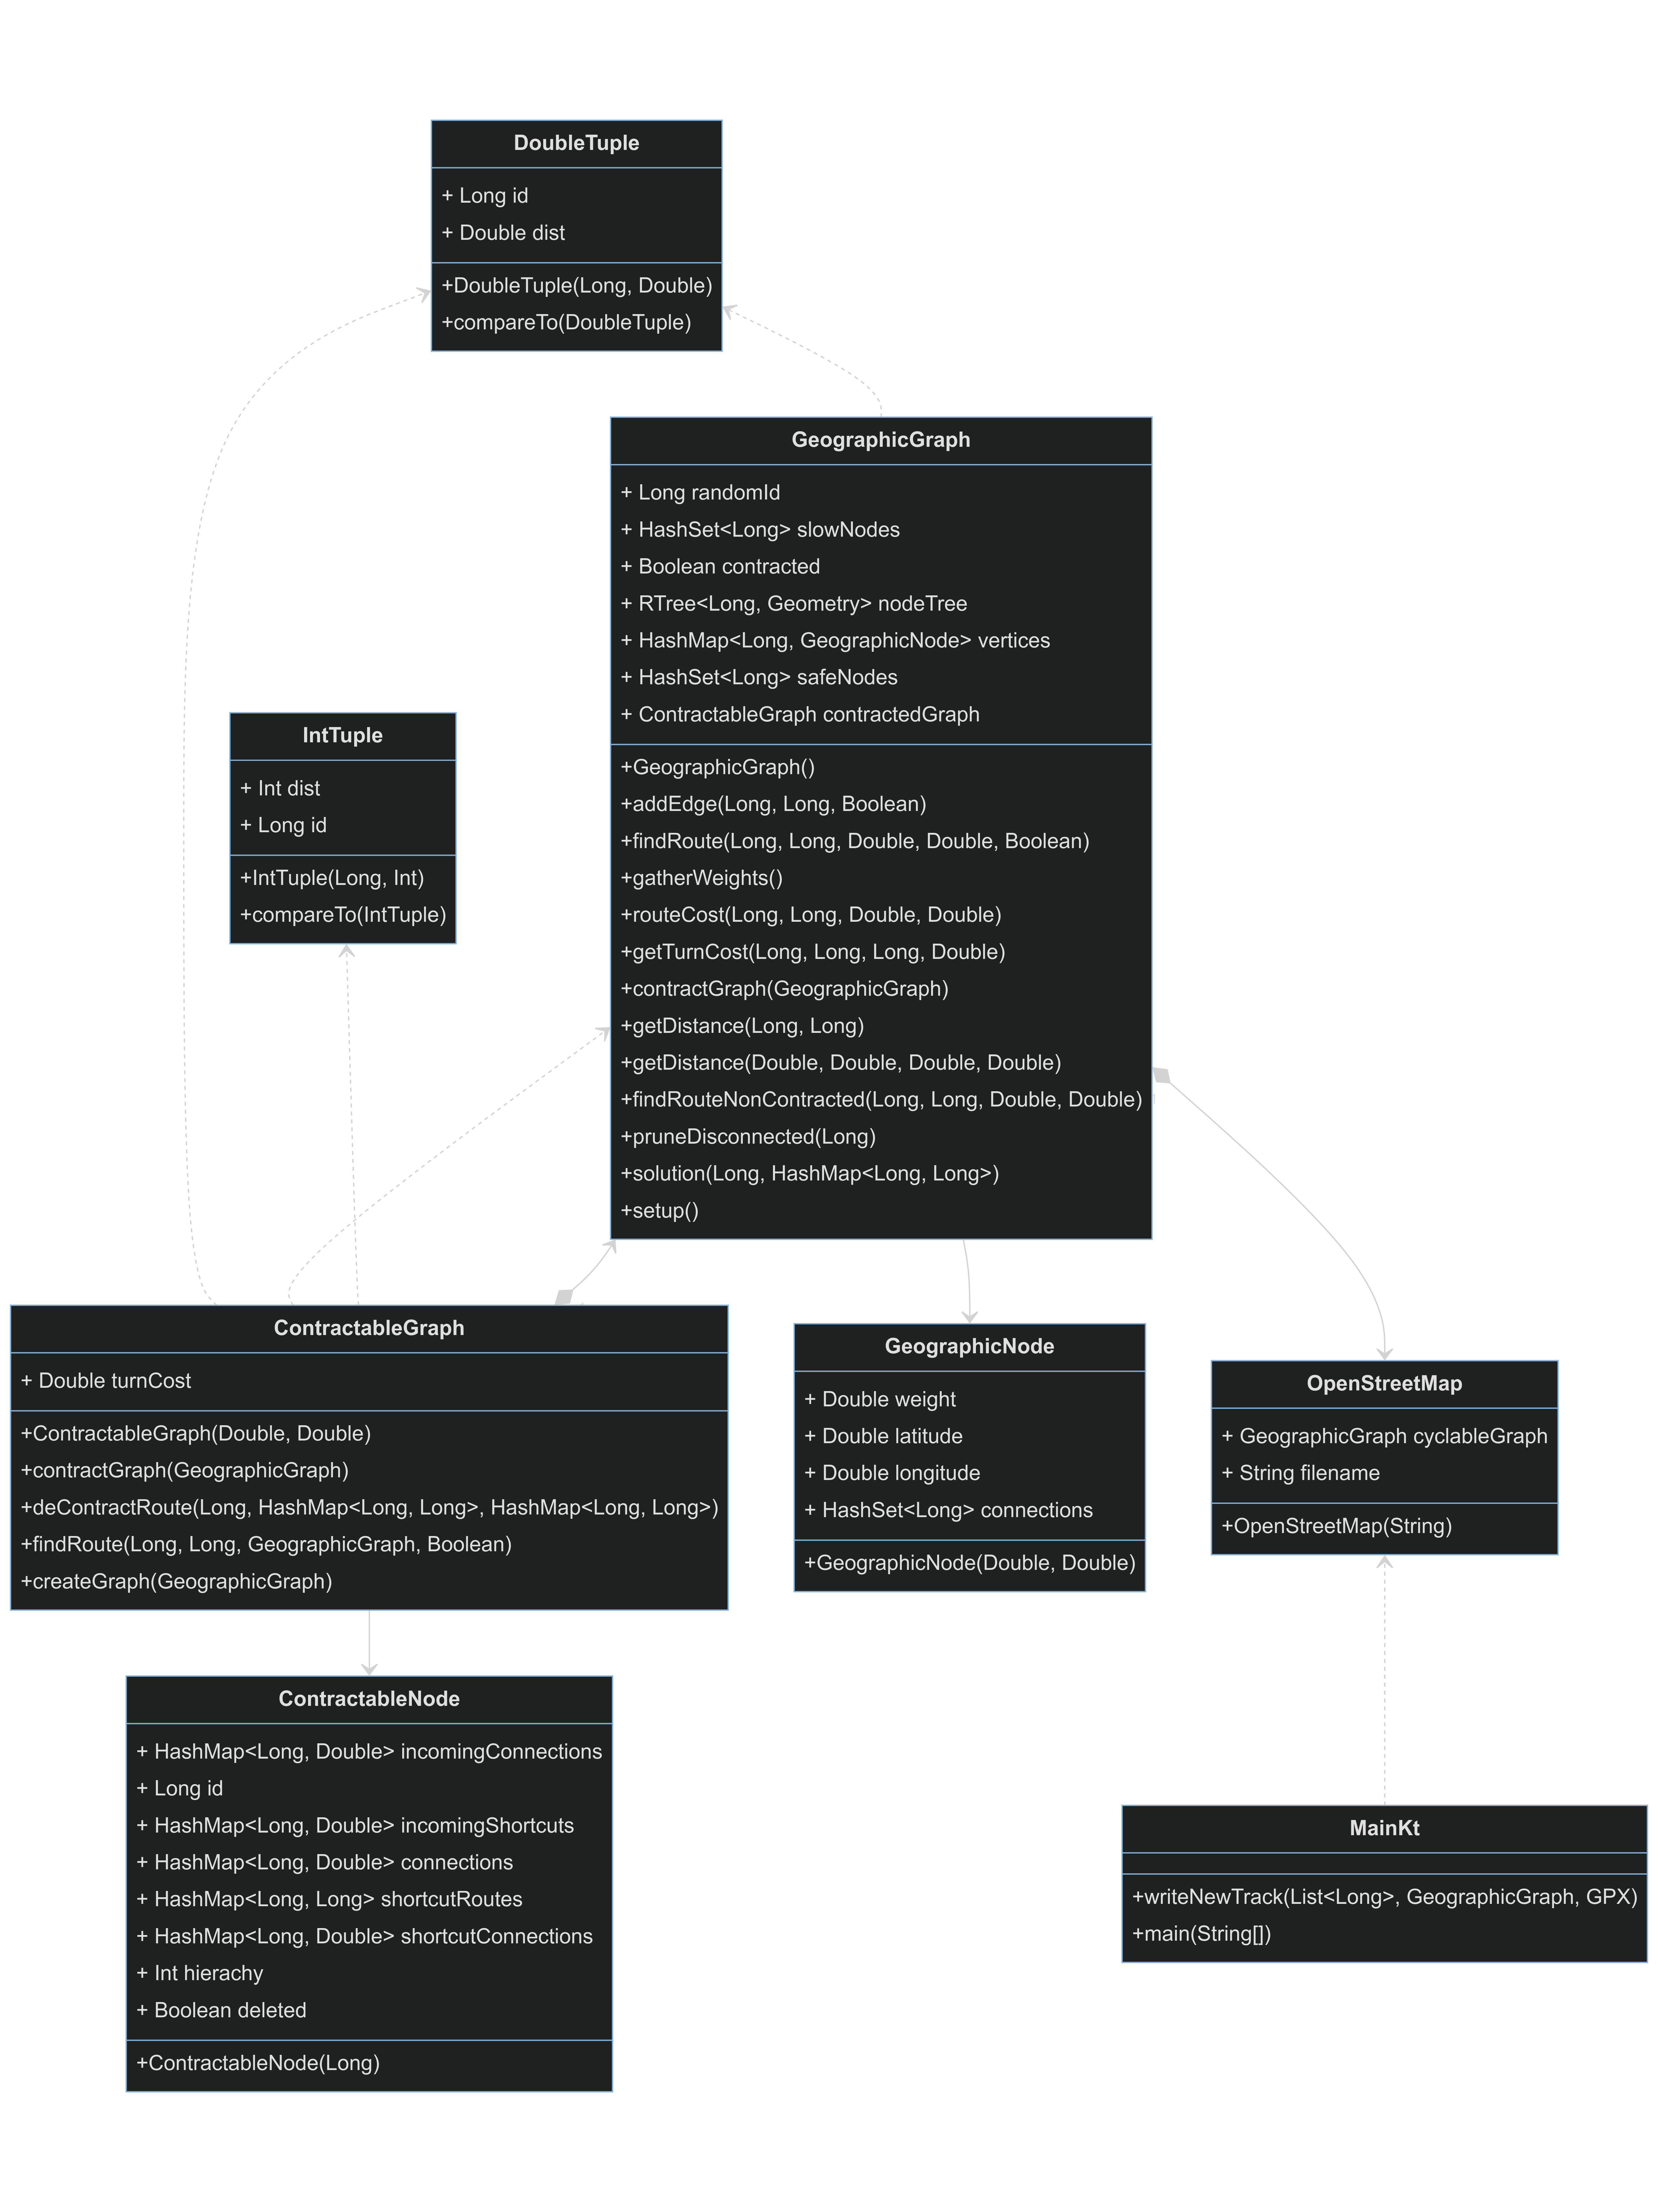 DoubleTuple
+ Long id
+ Double dist
+DoubleTuple(Long, Double)
+compareTo(DoubleTuple)
GeographicGraph
+ Long randomId
+ HashSet<Long> slowNodes
+ Boolean contracted
+ RTree<Long, Geometry> nodeTree
+ HashMap<Long, GeographicNode> vertices
+ HashSet<Long> safeNodes
+ ContractableGraph contractedGraph
+GeographicGraph()
+addEdge(Long, Long, Boolean)
+findRoute(Long, Long, Double, Double, Boolean)
+gatherWeights()
+routeCost(Long, Long, Double, Double)
+getTurnCost(Long, Long, Long, Double)
+contractGraph(GeographicGraph)
+getDistance(Long, Long)
+getDistance(Double, Double, Double, Double)
+findRouteNonContracted(Long, Long, Double, Double)
+pruneDisconnected(Long)
+solution(Long, HashMap<Long, Long>)
+setup()
IntTuple
+ Int dist
+ Long id
+IntTuple(Long, Int)
+compareTo(IntTuple)
ContractableGraph
+ Double turnCost
+ContractableGraph(Double, Double)
+contractGraph(GeographicGraph)
+deContractRoute(Long, HashMap<Long, Long>, HashMap<Long, Long>)
+findRoute(Long, Long, GeographicGraph, Boolean)
+createGraph(GeographicGraph)
GeographicNode
+ Double weight
+ Double latitude
+ Double longitude
+ HashSet<Long> connections
+GeographicNode(Double, Double)
OpenStreetMap
+ GeographicGraph cyclableGraph
+ String filename
+OpenStreetMap(String)
ContractableNode
+ HashMap<Long, Double> incomingConnections
+ Long id
+ HashMap<Long, Double> incomingShortcuts
+ HashMap<Long, Double> connections
+ HashMap<Long, Long> shortcutRoutes
+ HashMap<Long, Double> shortcutConnections
+ Int hierachy
+ Boolean deleted
+ContractableNode(Long)
MainKt
+writeNewTrack(List<Long>, GeographicGraph, GPX)
+main(String[])